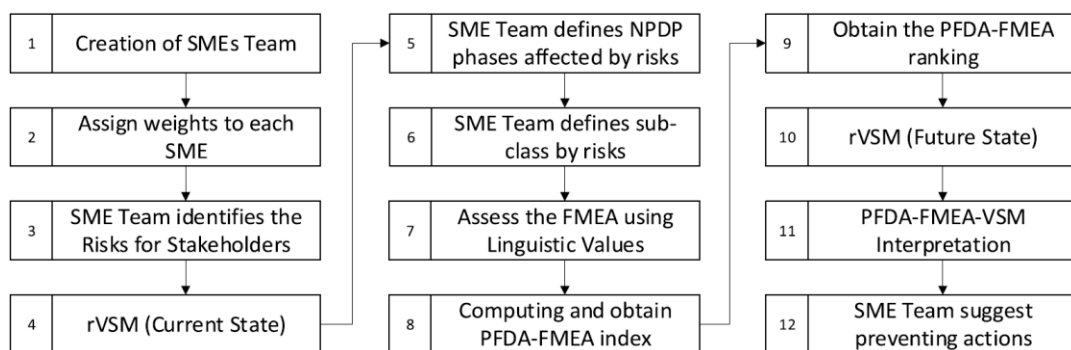 1
Creation of SMEs Team
2
Assign weights to each
SME
3
SME Team identifies the
Risks for Stakeholders
4
rVSM (Current State)
5
SME Team defines NPDP
phases affected by risks
6
SME Team defines sub-
class by risks
7
Assess the FMEA using
Linguistic Values
8
Computing and obtain
PFDA-FMEA index
9
Obtain the PFDA-FMEA
ranking
10
rVSM (Future State)
11
PFDA-FMEA-VSM
Interpretation
12
SME Team suggest
preventing actions